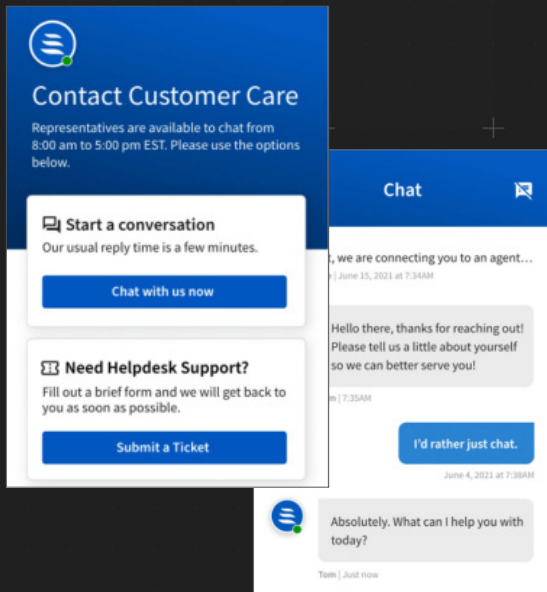 Contact Customer Care
Representatives are available to chat from
8:00 am to 5:00 pm EST. Please use the options
below.
Start a conversation
Our usual reply time is a few minutes.
Chat with us now
Need Helpdesk Support?
Fill out a brief form and we will get back to
you as soon as possible.
Submit a Ticket
Chat
, we are connecting you to an agent...
| June 15, 2021 at 7:34AM
Hello there, thanks for reaching out!
Please tell us a little about yourself
so we can better serve you!
| 7:35AM
I'd rather just chat.
June 4, 2021 at 7:38AM
Absolutely. What can I help you with
today?
Tom | Just now